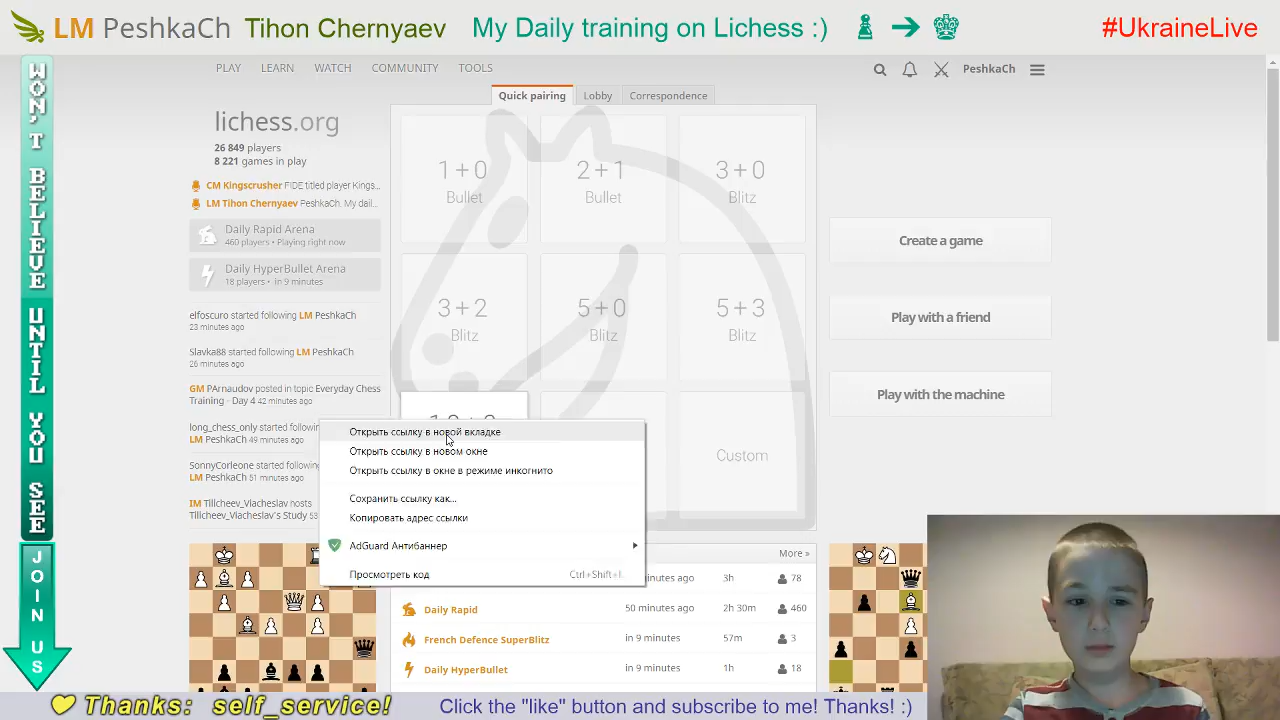 LM PeshkaCh Tihon Chernyaev My Daily training on Lichess :) #UkraineLive
WON'T BELIEVE UNTIL YOU SEE
JOIN US
PLAY LEARN WATCH COMMUNITY TOOLS PeshkaCh
Quick pairing Lobby Correspondence
lichess.org
26 849 players
8 221 games in play
CM Kingscrusher FIDE titled player Kings...
LM Tihon Chernyaev PeshkaCh. My dail...
Daily Rapid Arena
460 players • Playing right now
Daily HyperBullet Arena
18 players • in 9 minutes
elfoscuro started following LM PeshkaCh
23 minutes ago
Slavka88 started following LM PeshkaCh
26 minutes ago
GM PArnaudov posted in topic Everyday Chess
Training - Day 4 42 minutes ago
long_chess_only started following
LM PeshkaCh 49 minutes ago
SonnyCorleone started following
LM PeshkaCh 51 minutes ago
IM Tillcheev_Viacheslav hosts
Tillcheev_Viacheslav's Study 53
1+0
Bullet
2+1
Bullet
3+0
Blitz
3+2
Blitz
5+0
Blitz
5+3
Blitz
Custom
Create a game
Play with a friend
Play with the machine
Открыть ссылку в новой вкладке
Открыть ссылку в новом окне
Открыть ссылку в окне в режиме инкогнито
Сохранить ссылку как...
Копировать адрес ссылки
AdGuard Антибаннер
Просмотреть код Ctrl+Shift+I
More »
minutes ago 3h 78
Daily Rapid 50 minutes ago 2h 30m 460
French Defence SuperBlitz in 9 minutes 57m 3
Daily HyperBullet in 9 minutes 1h 18
Thanks: self_service! Click the "like" button and subscribe to me! Thanks! :)